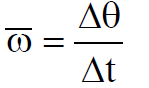 ω̅ = Δθ / Δt